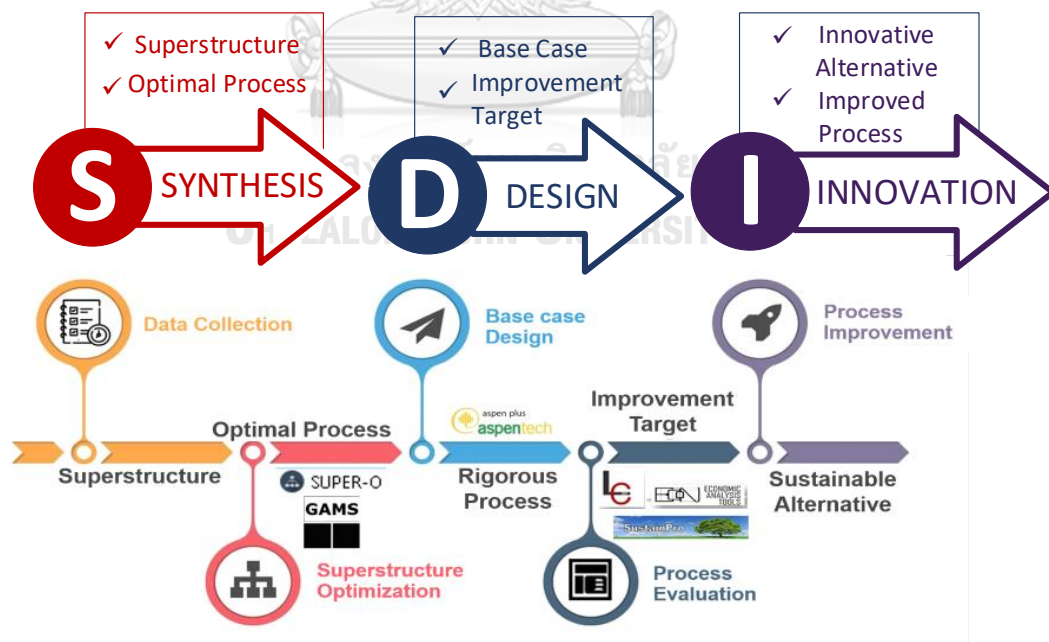 Superstructure
Optimal Process
Base Case
Improvement
Target
Innovative
Alternative
Improved
Process
S
SYNTHESIS
D
DESIGN
I
INNOVATION
Data Collection
Base case
Design
Process
Improvement
Optimal Process
aspen plus
aspentech
Improvement
Target
Superstructure
SUPER-O
GAMS
Rigorous
Process
LC
ECON
ECONOMIC
ANALYSIS
TOOLS
SustainPro
Sustainable
Alternative
Superstructure
Optimization
Process
Evaluation